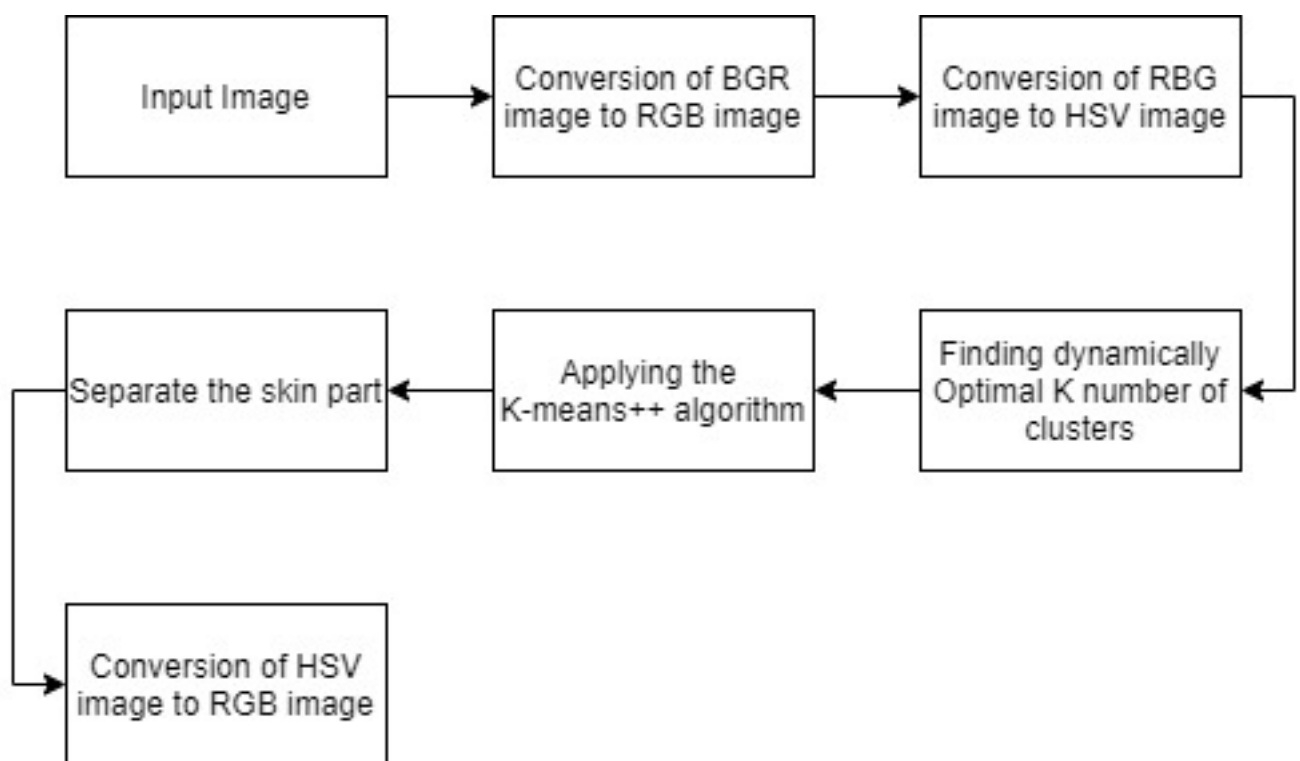 Input Image
Conversion of BGR
image to RGB image
Conversion of RBG
image to HSV image
Finding dynamically
Optimal K number of
clusters
Applying the
K-means++ algorithm
Separate the skin part
Conversion of HSV
image to RGB image